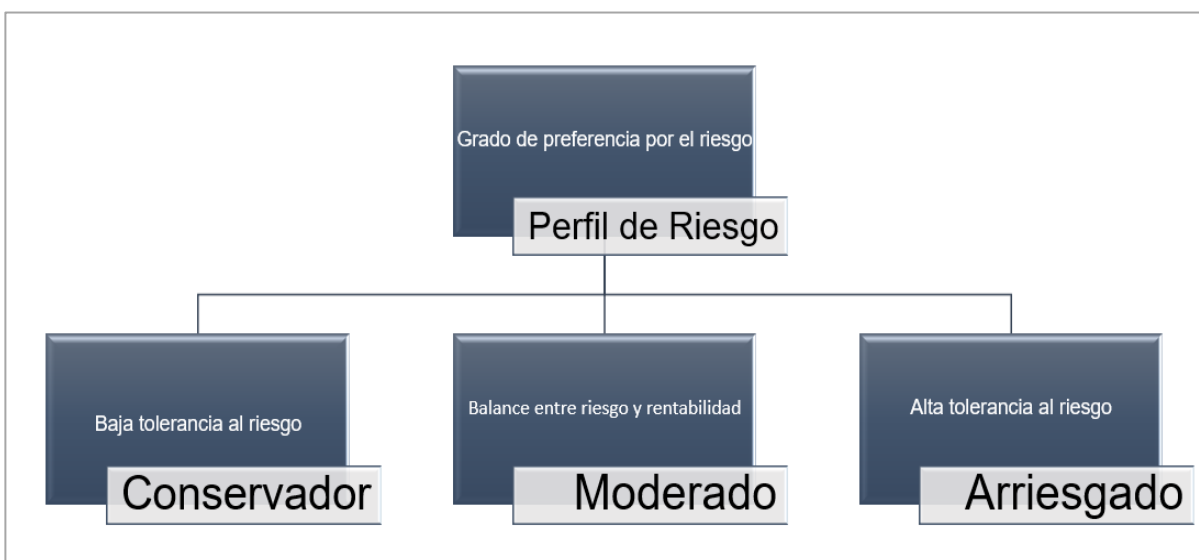 Grado de preferencia por el riesgo
Perfil de Riesgo
Baja tolerancia al riesgo
Conservador
Balance entre riesgo y rentabilidad
Moderado
Alta tolerancia al riesgo
Arriesgado